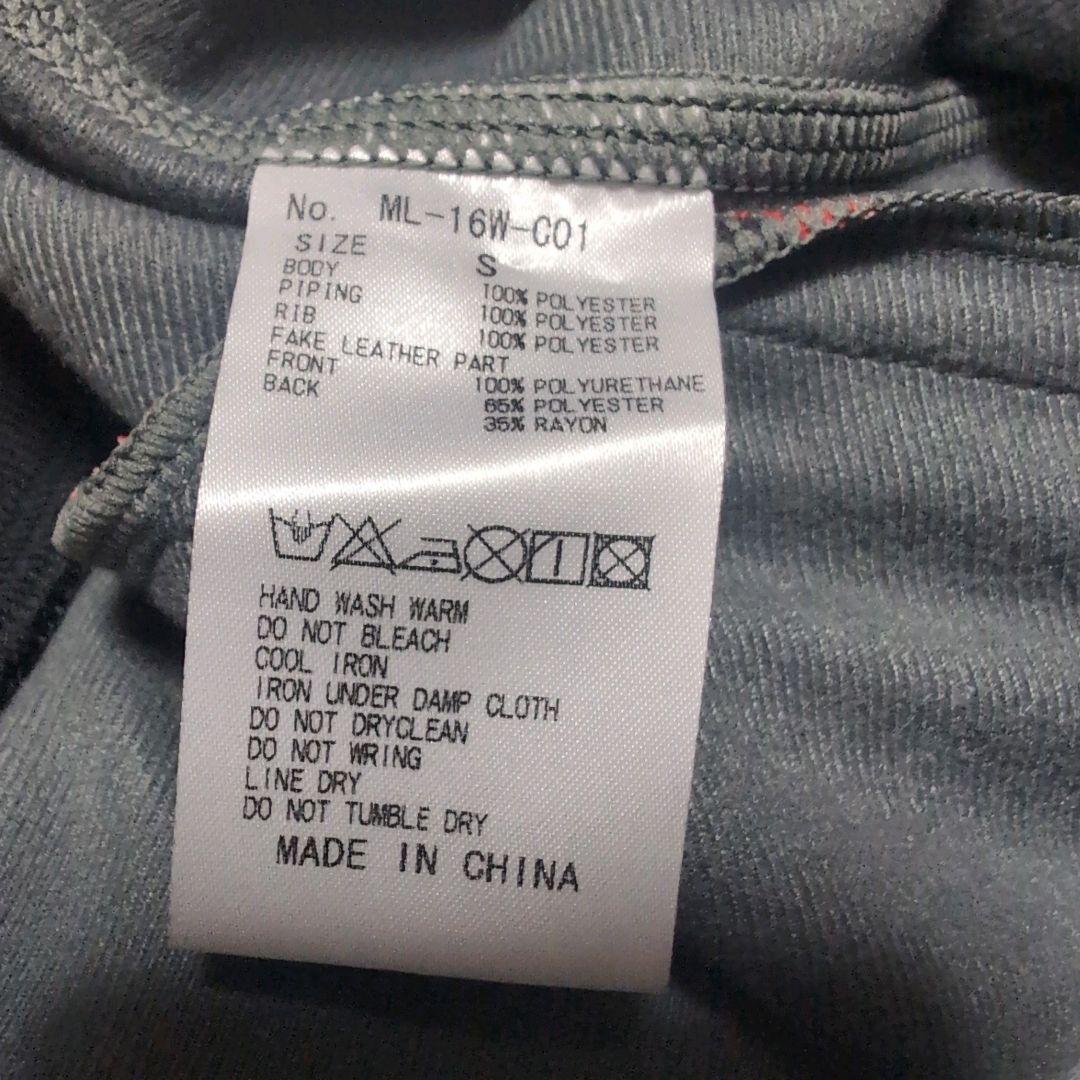 No. ML-16W-C01
SIZE S
BODY 100% POLYESTER
PIPING 100% POLYESTER
RIB 100% POLYESTER
FAKE LEATHER PART
FRONT 100% POLYURETHANE
BACK 65% POLYESTER
35% RAYON
HAND WASH WARM
DO NOT BLEACH
COOL IRON
IRON UNDER DAMP CLOTH
DO NOT DRYCLEAN
DO NOT WRING
LINE DRY
DO NOT TUMBLE DRY
MADE IN CHINA